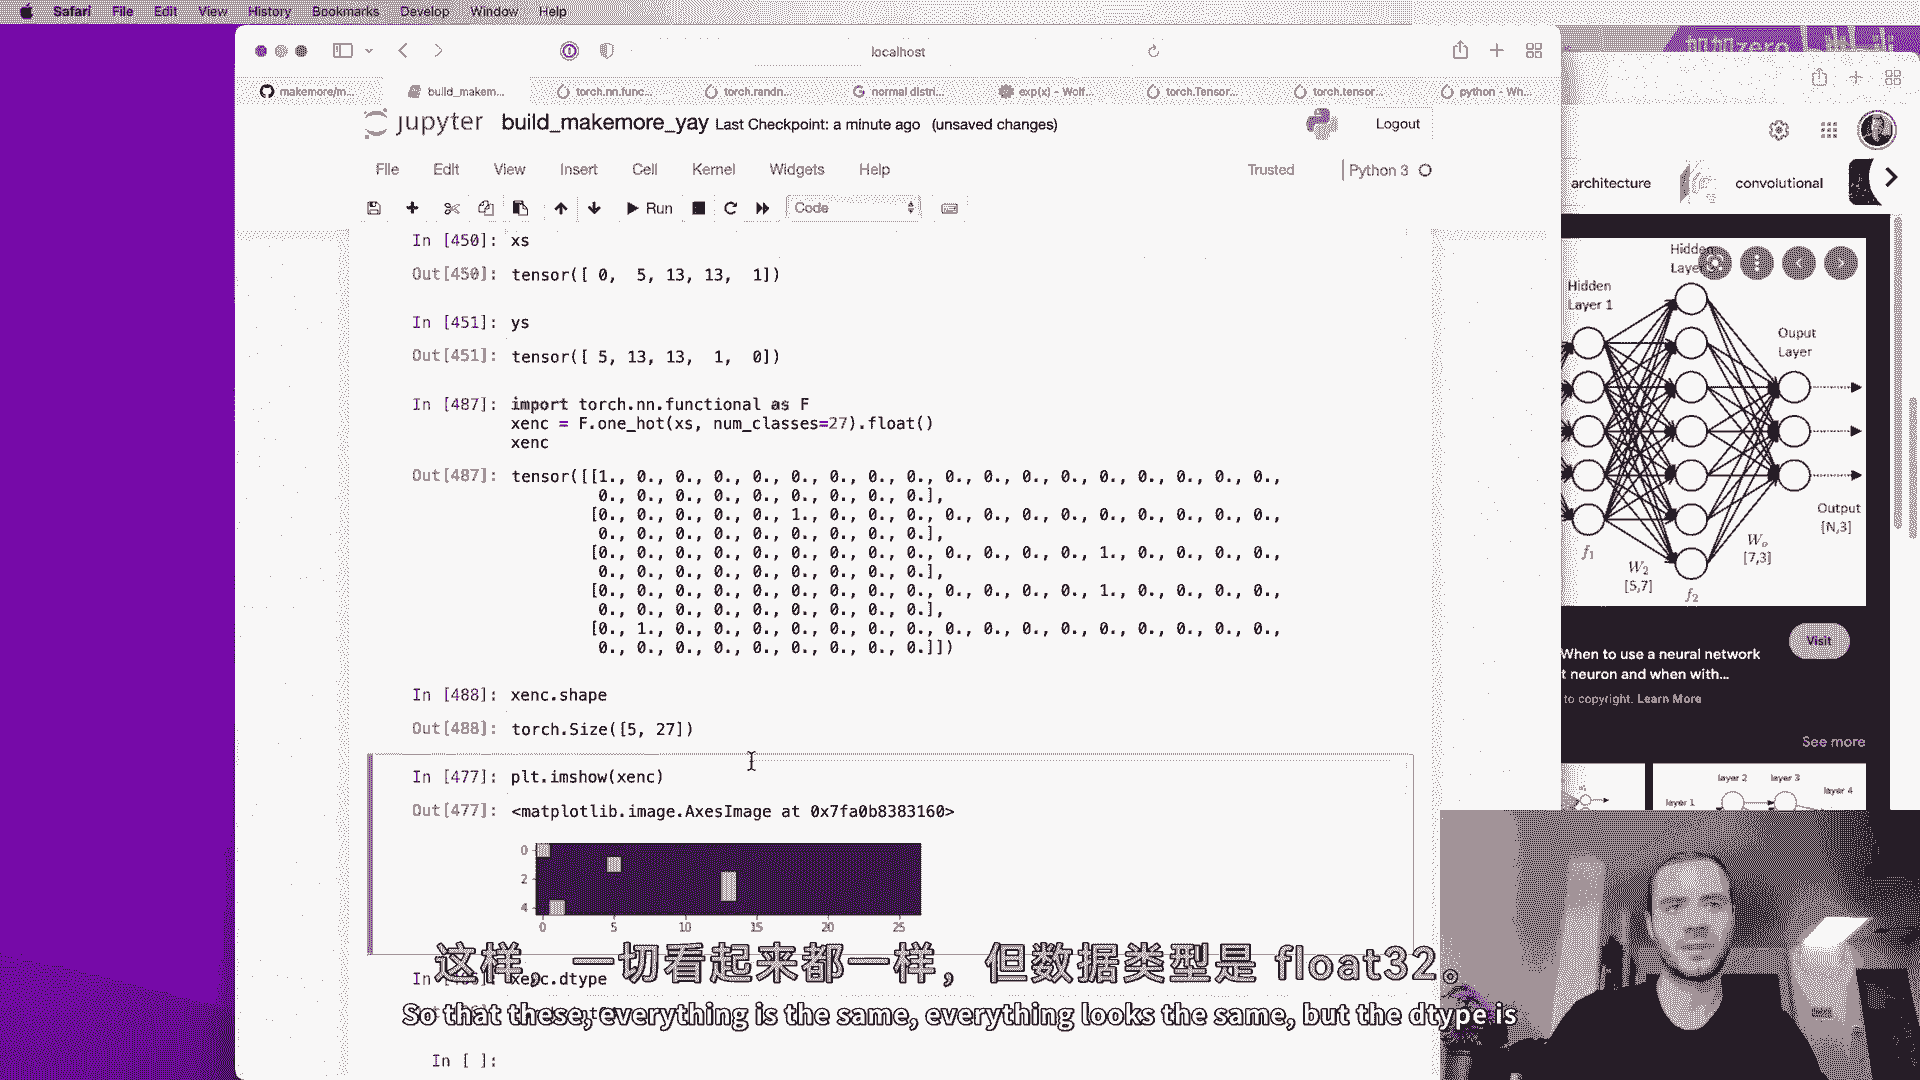 Safari File Edit View History Bookmarks Develop Window Help
localhost
makemore/m... build_makem... torch.nn.func... torch.randn... normal distri... exp(x) - Wolf... torch.Tensor... torch.tensor... python - Wh...
jupyter build_makemore_yay Last Checkpoint: a minute ago (unsaved changes)
Logout
File Edit View Insert Cell Kernel Widgets Help
Trusted Python 3
Run Code
In [450]: xs
Out[450]: tensor([ 0, 5, 13, 13, 1])
In [451]: ys
Out[451]: tensor([ 5, 13, 13, 1, 0])
In [487]: import torch.nn.functional as F
xenc = F.one_hot(xs, num_classes=27).float()
xenc
Out[487]: tensor([[1., 0., 0., 0., 0., 0., 0., 0., 0., 0., 0., 0., 0., 0., 0., 0., 0., 0.,
0., 0., 0., 0., 0., 0., 0., 0., 0.],
[0., 0., 0., 0., 0., 1., 0., 0., 0., 0., 0., 0., 0., 0., 0., 0., 0., 0.,
0., 0., 0., 0., 0., 0., 0., 0., 0.],
[0., 0., 0., 0., 0., 0., 0., 0., 0., 0., 0., 0., 0., 1., 0., 0., 0., 0.,
0., 0., 0., 0., 0., 0., 0., 0., 0.],
[0., 0., 0., 0., 0., 0., 0., 0., 0., 0., 0., 0., 0., 1., 0., 0., 0., 0.,
0., 0., 0., 0., 0., 0., 0., 0., 0.],
[0., 1., 0., 0., 0., 0., 0., 0., 0., 0., 0., 0., 0., 0., 0., 0., 0., 0.,
0., 0., 0., 0., 0., 0., 0., 0., 0.]])
In [488]: xenc.shape
Out[488]: torch.Size([5, 27])
In [477]: plt.imshow(xenc)
Out[477]: <matplotlib.image.AxesImage at 0x7fa0b8383160>
0
2
4
0 5 10 15 20 25
xenc.dtype
这样，一切看起来都一样，但数据类型是 float32。
So that these, everything is the same, everything looks the same, but the dtype is
In [ ]:
architecture convolutional
Hidden
Layer
Hidden
Layer 1
Ouput
Layer
Output
[N,3]
f1
W2
[5,7]
f2
Wo
[7,3]
Visit
When to use a neural network
t neuron and when with...
to copyright. Learn More
See more
layer 1 layer 2 layer 3 layer 4